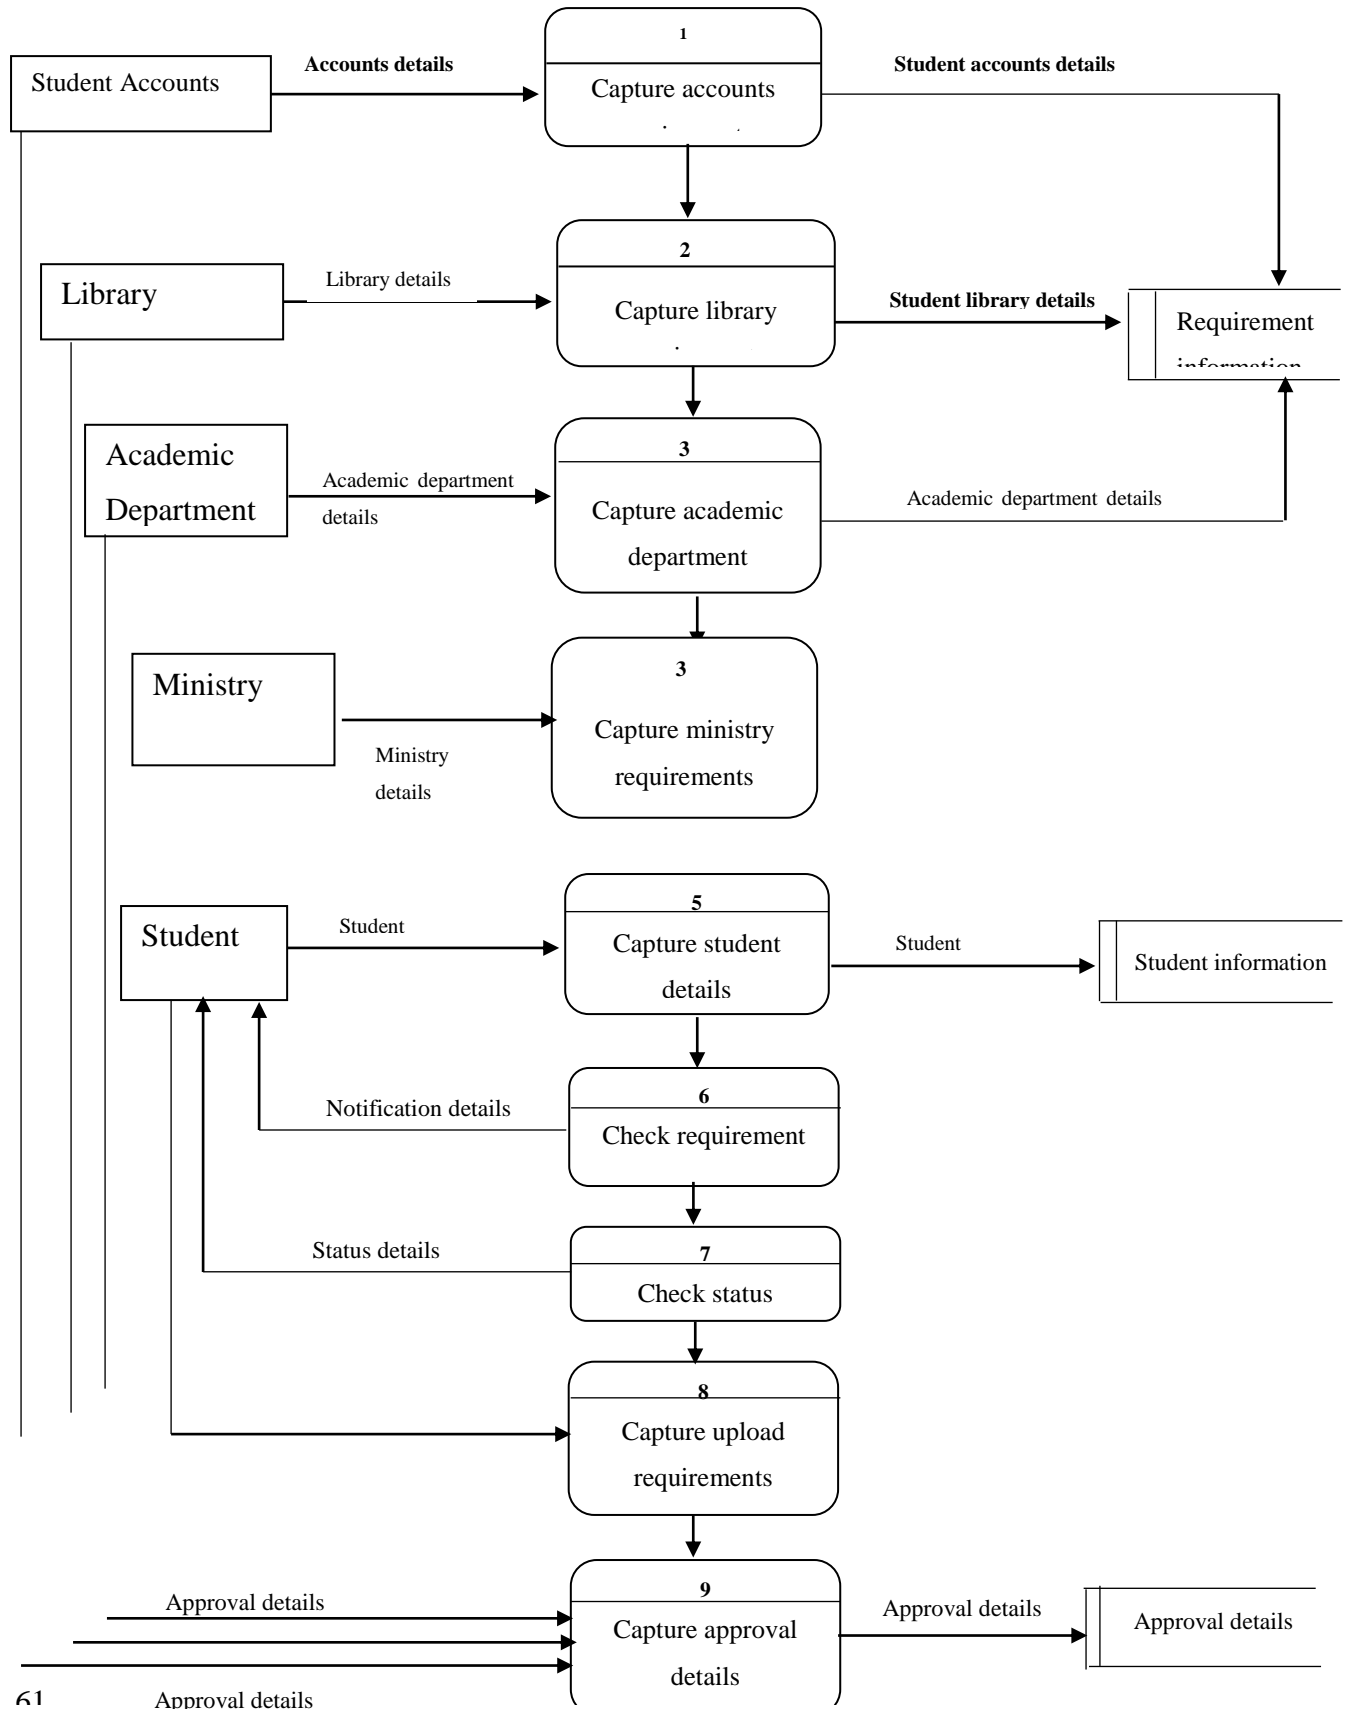 1
Accounts details
Student accounts details
Student Accounts
Capture accounts
2
Library details
Library
Capture library
Student library details
Requirement
information
3
Academic
Department
Academic department
details
Capture academic
department
Academic department details
3
Ministry
Capture ministry
requirements
Ministry
details
5
Student
Student
Capture student
details
Student
Student information
6
Notification details
Check requirement
7
Status details
Check status
8
Capture upload
requirements
9
Approval details
Capture approval
details
Approval details
Approval details
61
Approval details